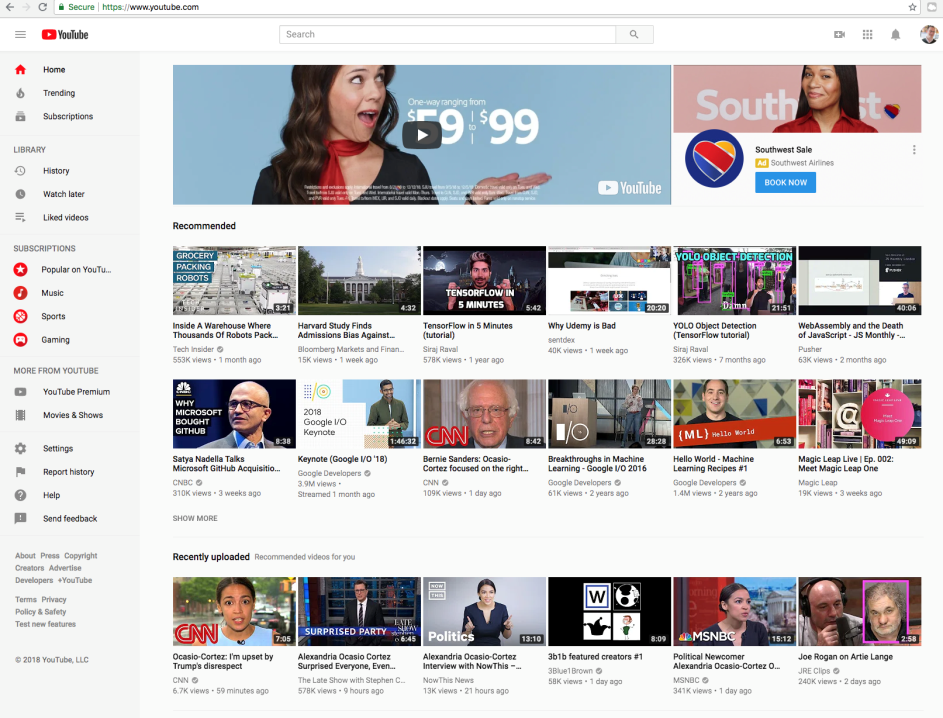 Secure https://www.youtube.com
YouTube
Search
Home
Trending
Subscriptions
LIBRARY
History
Watch later
Liked videos
SUBSCRIPTIONS
Popular on YouTu...
Music
Sports
Gaming
MORE FROM YOUTUBE
YouTube Premium
Movies & Shows
Settings
Report history
Help
Send feedback
About Press Copyright
Creators Advertise
Developers +YouTube
Terms Privacy
Policy & Safety
Test new features
© 2018 YouTube, LLC
One-way ranging from
$59 to $99
YouTube
Southwest Sale
Ad Southwest Airlines
BOOK NOW
Recommended
GROCERY
PACKING
ROBOTS
3:21
4:32
TENSORFLOW IN
5 MINUTES
5:42
20:20
YOLO OBJECT DETECTION
Damn
21:51
PUSHER
40:06
Inside A Warehouse Where
Thousands Of Robots Pack...
Tech Insider
553K views • 1 month ago
Harvard Study Finds
Admissions Bias Against...
Bloomberg Markets and Finan...
15K views • 1 week ago
TensorFlow in 5 Minutes
(tutorial)
Siraj Raval
578K views • 1 year ago
Why Udemy is Bad
sentdex
40K views • 1 week ago
YOLO Object Detection
(TensorFlow tutorial)
Siraj Raval
326K views • 7 months ago
WebAssembly and the Death
of JavaScript - JS Monthly -...
Pusher
63K views • 2 months ago
CNBC
WHY
MICROSOFT
BOUGHT
GITHUB
8:38
2018
Google I/O
Keynote
1:46:32
CNN
8:42
I/O
28:28
{ML} Hello World
6:53
49:09
Satya Nadella Talks
Microsoft GitHub Acquisitio...
CNBC
310K views • 3 weeks ago
Keynote (Google I/O '18)
Google Developers
3.9M views •
Streamed 1 month ago
Bernie Sanders: Ocasio-
Cortez focused on the right...
CNN
109K views • 1 day ago
Breakthroughs in Machine
Learning - Google I/O 2016
Google Developers
61K views • 2 years ago
Hello World - Machine
Learning Recipes #1
Google Developers
1.4M views • 2 years ago
Magic Leap Live | Ep. 002:
Meet Magic Leap One
Magic Leap
19K views • 3 weeks ago
SHOW MORE
Recently uploaded Recommended videos for you
CNN
7:05
SURPRISED PARTY
LATE
SHOW
6:45
NOW
THIS
Politics
13:10
W
8:09
MSNBC
15:12
2:58
Ocasio-Cortez: I'm upset by
Trump's disrespect
CNN
6.7K views • 59 minutes ago
Alexandria Ocasio Cortez
Surprised Everyone, Even...
The Late Show with Stephen C...
578K views • 9 hours ago
Alexandria Ocasio-Cortez
Interview with NowThis –...
NowThis News
13K views • 21 hours ago
3b1b featured creators #1
3Blue1Brown
58K views • 1 day ago
Political Newcomer
Alexandria Ocasio-Cortez O...
MSNBC
341K views • 1 day ago
Joe Rogan on Artie Lange
JRE Clips
240K views • 2 days ago